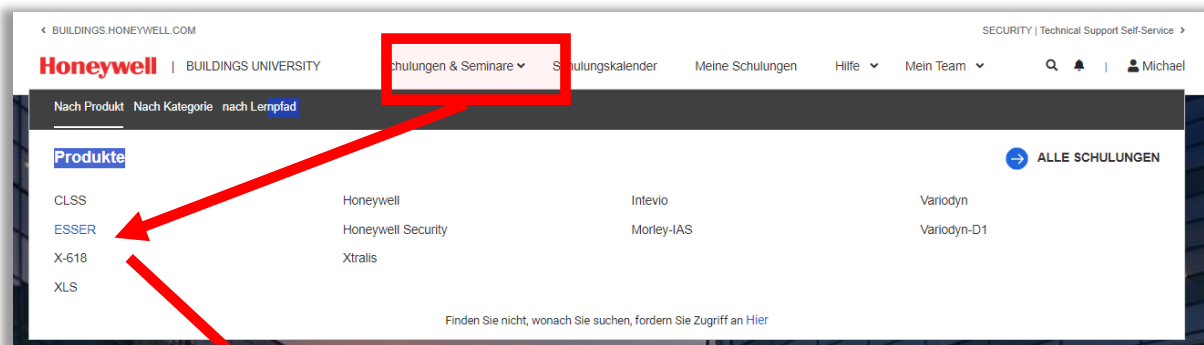 ‹ BUILDINGS.HONEYWELL.COM SECURITY | Technical Support Self-Service ›
Honeywell | BUILDINGS UNIVERSITY Schulungen & Seminare Schulungskalender Meine Schulungen Hilfe Mein Team | Michael
Nach Produkt Nach Kategorie nach Lernpfad
Produkte ALLE SCHULUNGEN
CLSS Honeywell Intevio Variodyn
ESSER Honeywell Security Morley-IAS Variodyn-D1
X-618 Xtralis
XLS
Finden Sie nicht, wonach Sie suchen, fordern Sie Zugriff an Hier